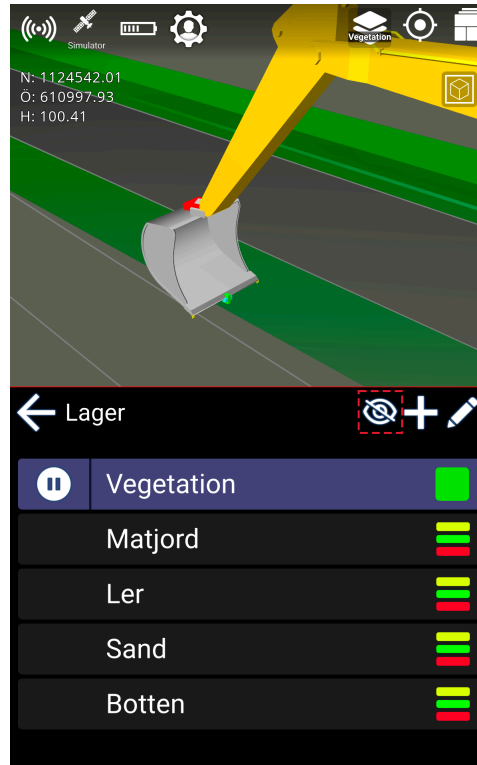 Simulator
Vegetation
N: 1124542.01
Ö: 610997.93
H: 100.41
Lager
Vegetation
Matjord
Ler
Sand
Botten